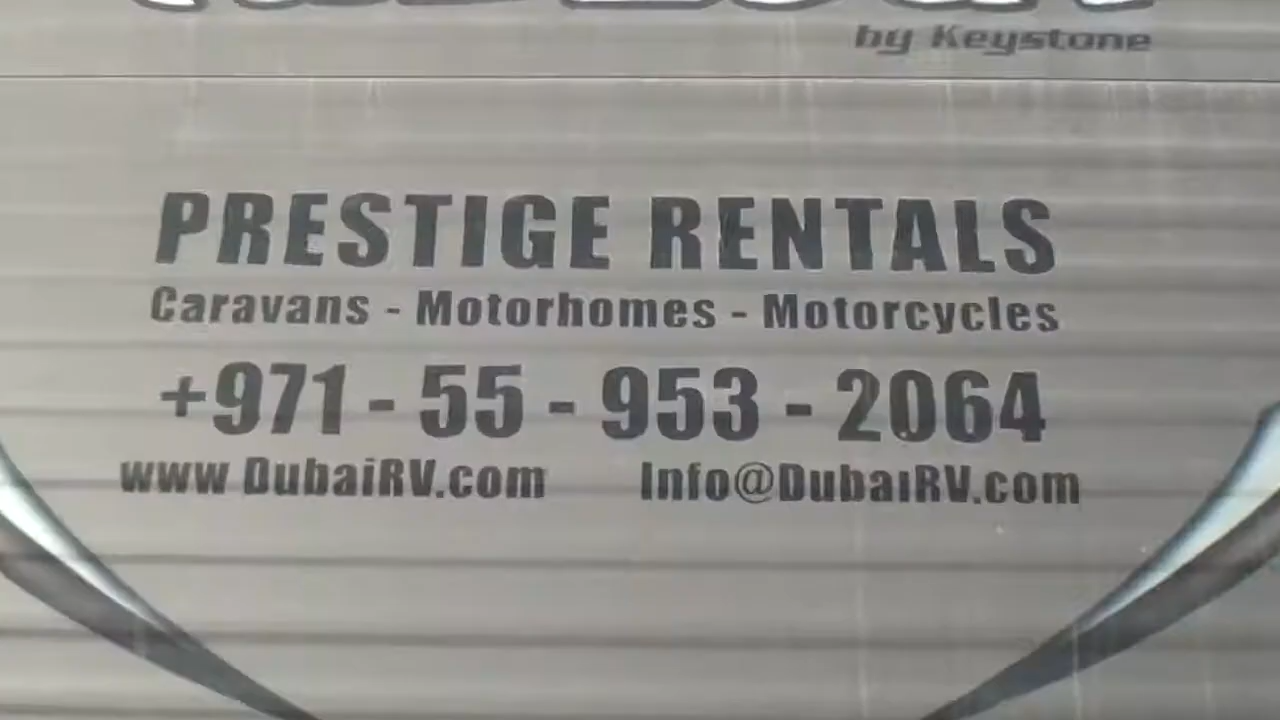 by Keystone
PRESTIGE RENTALS
Caravans - Motorhomes - Motorcycles
+971 - 55 - 953 - 2064
www DubaiRV.com Info@DubaiRV.com